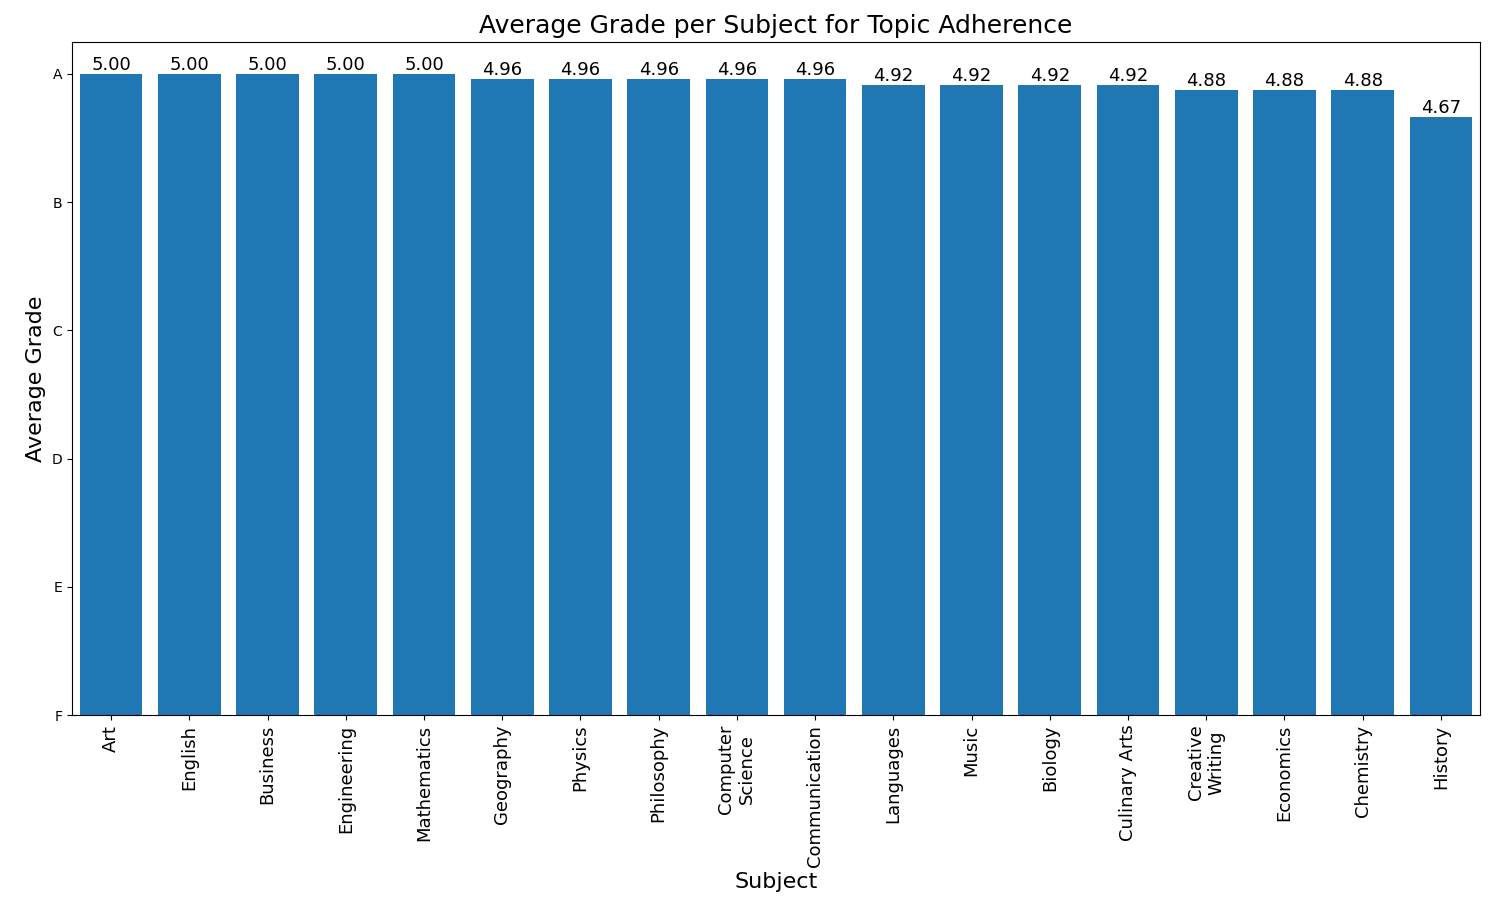 Average Grade per Subject for Topic Adherence
Average Grade
A
B
C
D
E
F
5.00
5.00
5.00
5.00
5.00
4.96
4.96
4.96
4.96
4.96
4.92
4.92
4.92
4.92
4.88
4.88
4.88
4.67
Art
English
Business
Engineering
Mathematics
Geography
Physics
Philosophy
Computer
Science
Communication
Languages
Music
Biology
Culinary Arts
Creative
Writing
Economics
Chemistry
History
Subject